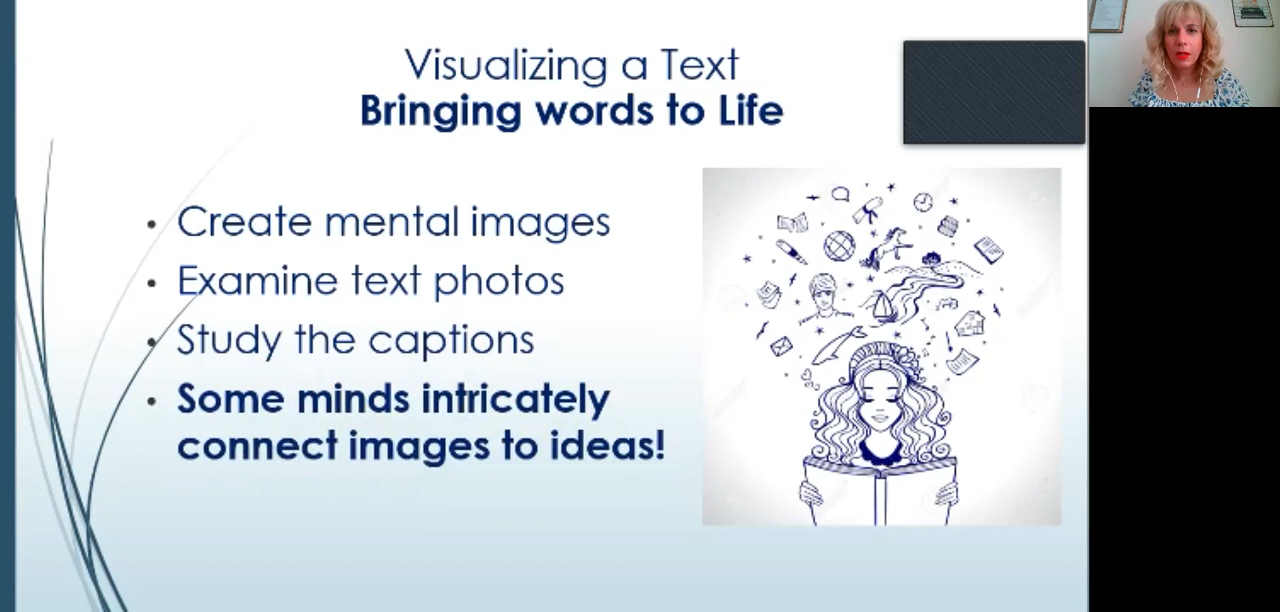 Visualizing a Text
Bringing words to Life
• Create mental images
• Examine text photos
• Study the captions
• Some minds intricately
connect images to ideas!